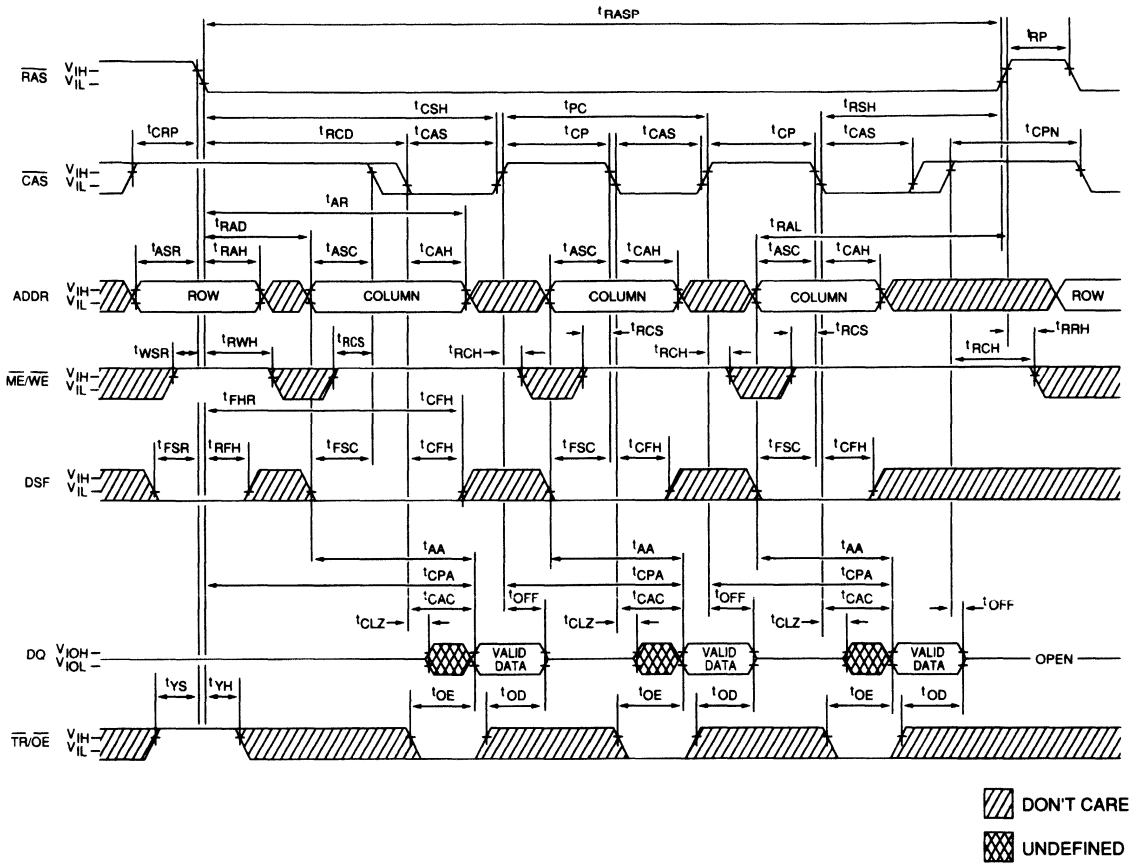 tRASP
tRP
RAS VIH VIL
tCSH tPC tRSH
tCRP tRCD tCAS tCP tCAS tCP tCAS tCPN
CAS VIH VIL
tAR
tRAD tRAL
tASR tRAH tASC tCAH tASC tCAH tASC tCAH
ADDR VIH VIL ROW COLUMN COLUMN COLUMN ROW
tWSR tRWH tRCS tRCH tRCS tRCH tRCS tRCH tRRH
ME/WE VIH VIL
tFHR tCFH
tFSR tRFH tFSC tCFH tFSC tCFH tFSC tCFH
DSF VIH VIL
tAA tAA tAA
tCPA tCPA tCPA
tCAC tOFF tCAC tOFF tCAC tOFF
tCLZ tCLZ tCLZ
DQ VIOH VIOL VALID DATA VALID DATA VALID DATA OPEN
tYS tYH tOE tOD tOE tOD tOE tOD
TR/OE VIH VIL
DON'T CARE
UNDEFINED